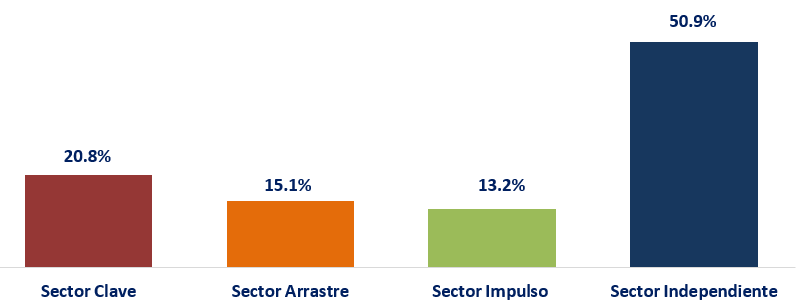 50.9%
20.8%
15.1%
13.2%
Sector Clave
Sector Arrastre
Sector Impulso
Sector Independiente